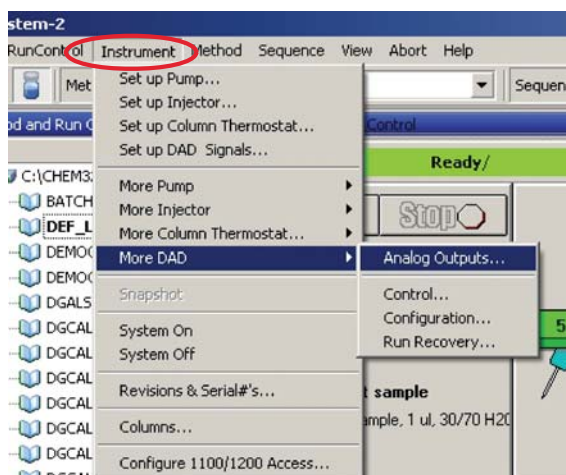 stem-2
RunControl Instrument Method Sequence View Abort Help
Met
Sequen
Set up Pump...
Set up Injector...
Set up Column Thermostat...
Set up DAD Signals...
More Pump
More Injector
More Column Thermostat...
More DAD
Snapshot
System On
System Off
Revisions & Serial#'s...
Columns...
Configure 1100/1200 Access...
Analog Outputs...
Control...
Configuration...
Run Recovery...
od and Run C
Control
Ready/
Stop
C:\CHEM32
BATCH
DEF_L
DEMO
DEMO
DGALS
DGCAL
DGCAL
DGCAL
DGCAL
DGCAL
DGCAL
5
t sample
ample, 1 ul, 30/70 H20